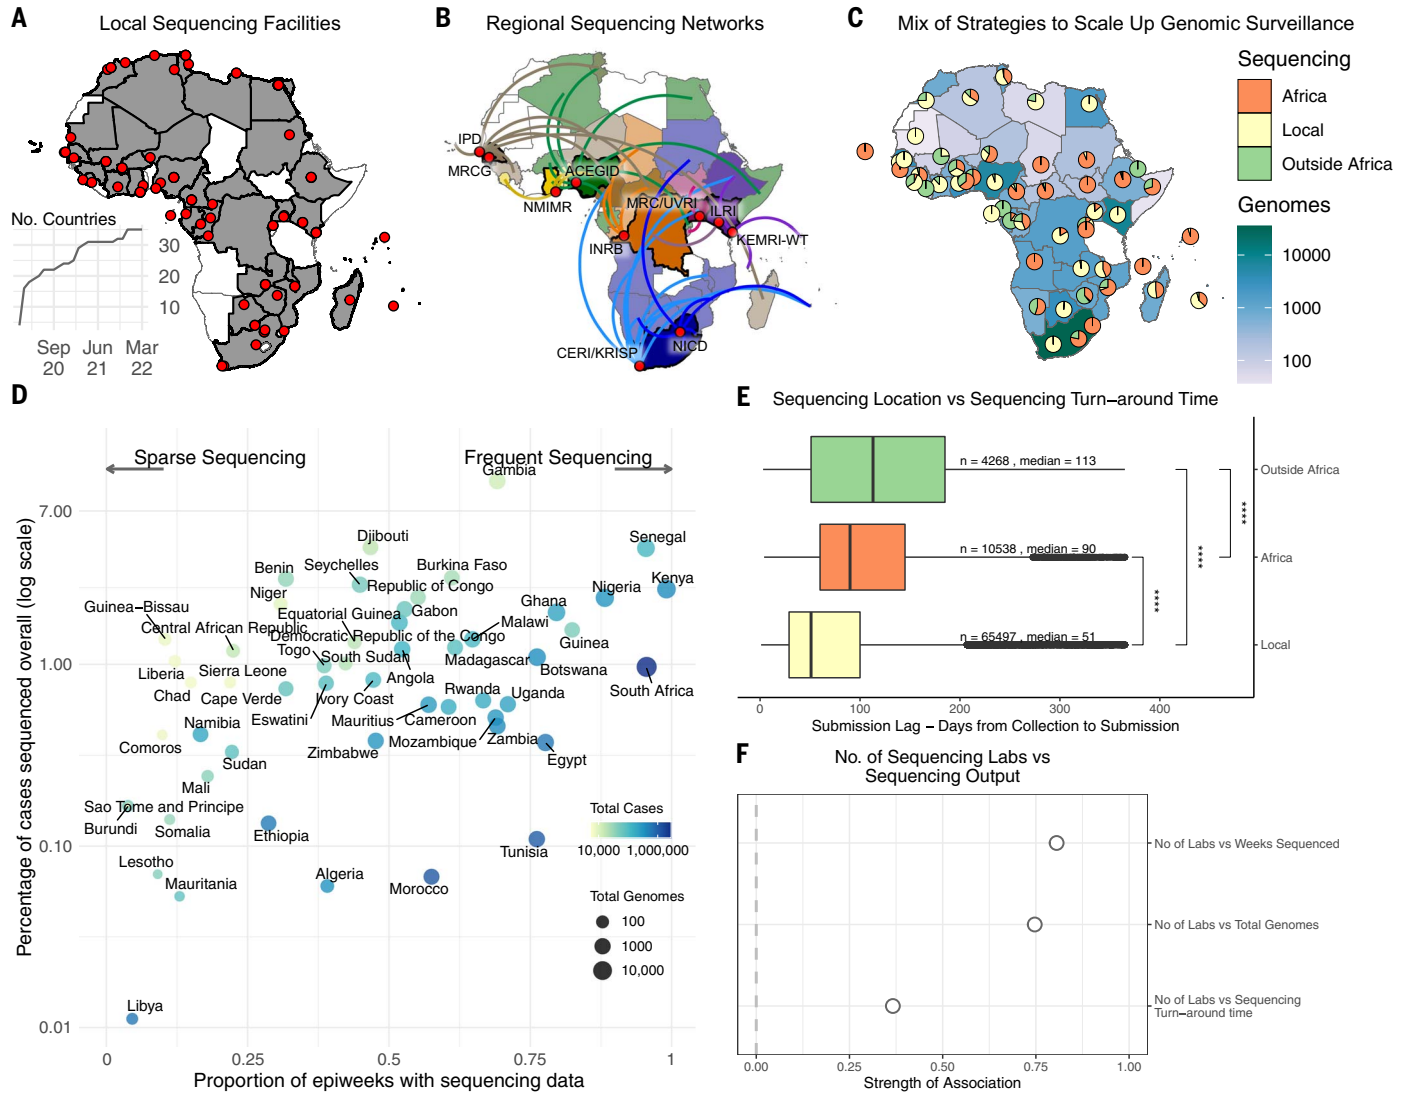 A
Local Sequencing Facilities
No. Countries
30
20
10
Sep
20
Jun
21
Mar
22
B
Regional Sequencing Networks
IPD
MRCG
ACEGID
NMIMR
MRC/UVRI
ILRI
INRB
KEMRI-WT
CERI/KRISP
NICD
C
Mix of Strategies to Scale Up Genomic Surveillance
Sequencing
Africa
Local
Outside Africa
Genomes
10000
1000
100
D
Sparse Sequencing
Frequent Sequencing
Gambia
Djibouti
Senegal
Benin
Seychelles
Burkina Faso
Kenya
Niger
Republic of Congo
Nigeria
Guinea−Bissau
Equatorial Guinea
Gabon
Ghana
Central African Republic
Malawi
Democratic Republic of the Congo
Guinea
Togo
South Sudan
Madagascar
Liberia
Sierra Leone
Angola
Botswana
Chad
Cape Verde
Ivory Coast
Rwanda
Uganda
South Africa
Eswatini
Mauritius
Cameroon
Namibia
Mozambique
Zambia
Comoros
Zimbabwe
Egypt
Sudan
Mali
Sao Tome and Principe
Burundi
Somalia
Ethiopia
Tunisia
Lesotho
Mauritania
Algeria
Morocco
Libya
Total Cases
10,000 1,000,000
Total Genomes
100
1000
10,000
7.00
1.00
0.10
0.01
0
0.25
0.5
0.75
1
Percentage of cases sequenced overall (log scale)
Proportion of epiweeks with sequencing data
E
Sequencing Location vs Sequencing Turn−around Time
n = 4268 , median = 113
Outside Africa
n = 10538 , median = 90
Africa
n = 65497 , median = 51
Local
****
****
****
0
100
200
300
400
Submission Lag − Days from Collection to Submission
F
No. of Sequencing Labs vs
Sequencing Output
No of Labs vs Weeks Sequenced
No of Labs vs Total Genomes
No of Labs vs Sequencing
Turn−around time
0.00
0.25
0.50
0.75
1.00
Strength of Association